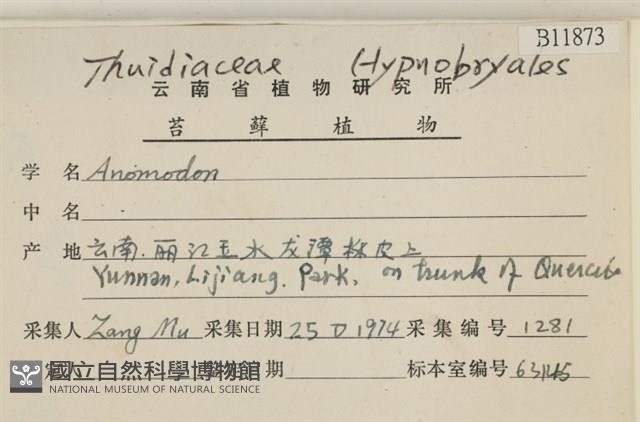 B11873
Thuidiaceae Hypnobryales
云南省植物研究所
苔藓植物
学 名 Anomodon
中 名
产 地 云南.丽江玉水龙潭 皮上
Yunnan, Lijiang. Park, on trunk of Quercus
采集人 Zang Mu 采集日期 25 1974 采集编号 1281
日期 标本室编号
國立自然科學博物館
NATIONAL MUSEUM OF NATURAL SCIENCE